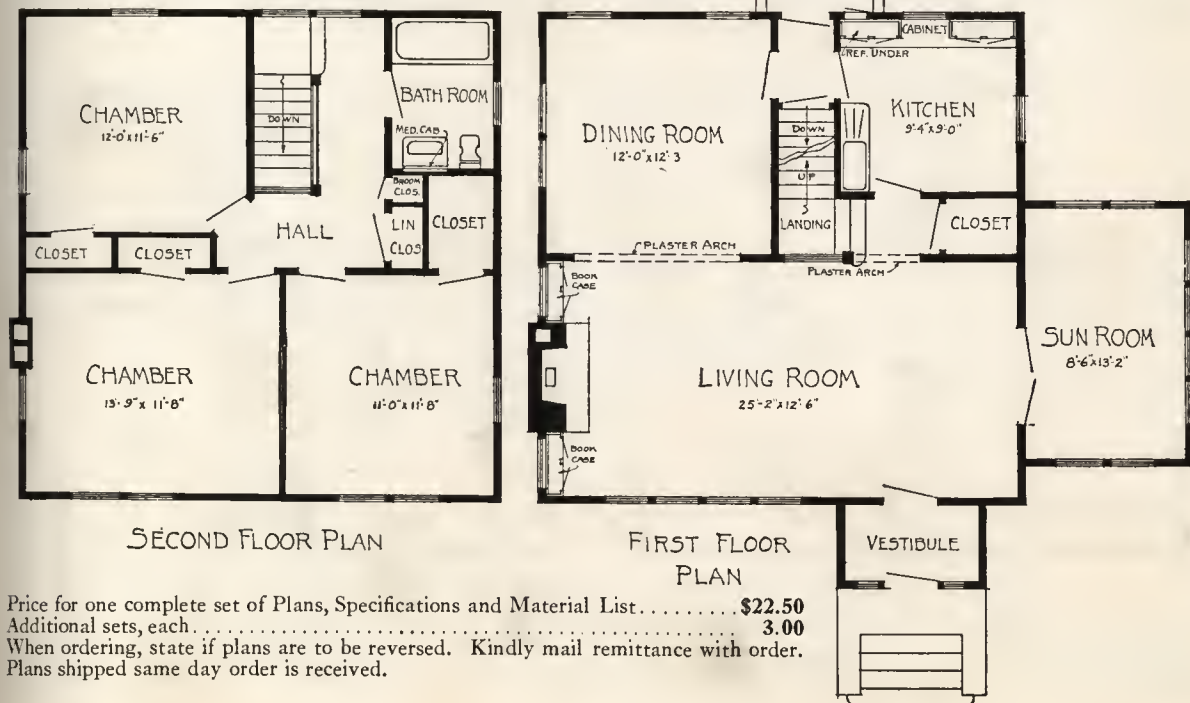 CHAMBER
12'-0"x11'-6"
DOWN
BATH ROOM
MED. CAB.
BROOM
CLOS.
LIN
CLOS
CLOSET
HALL
CLOSET
CLOSET
CHAMBER
13'-9"x 11'-8"
CHAMBER
11'-0"x11'-8"
SECOND FLOOR PLAN
DINING ROOM
12'-0"x12'-3
CABINET
REF. UNDER
KITCHEN
9'-4"x9'-0"
DOWN
UP
LANDING
CLOSET
PLASTER ARCH
PLASTER ARCH
BOOK
CASE
LIVING ROOM
25'-2"x12'-6"
SUN ROOM
8'-6"x13'-2"
BOOK
CASE
VESTIBULE
FIRST FLOOR
PLAN
Price for one complete set of Plans, Specifications and Material List.........$22.50
Additional sets, each.................................................. 3.00
When ordering, state if plans are to be reversed. Kindly mail remittance with order.
Plans shipped same day order is received.